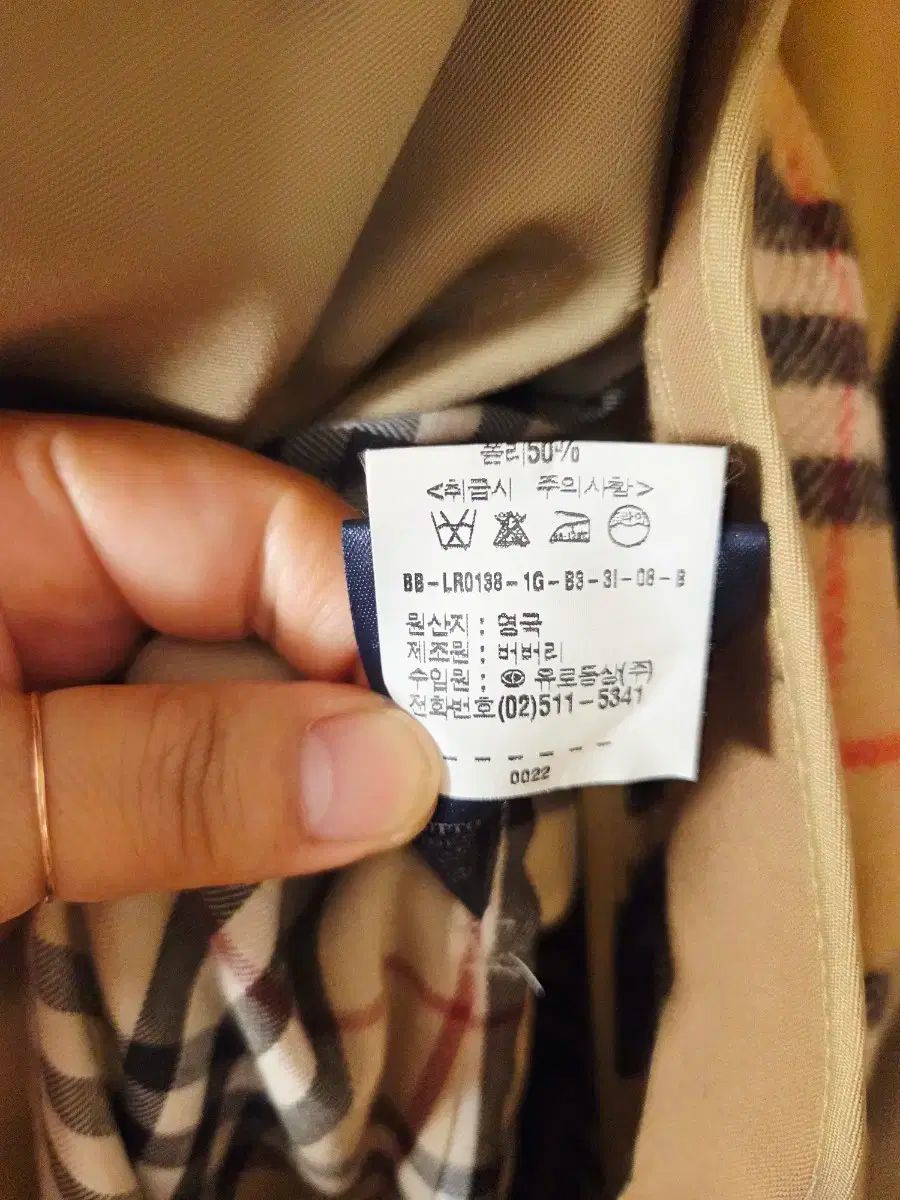 폴리50%
<취급시 주의사항>
BB-LR0138-1G-B3-31-08-B
원산지 : 영국
제조원 : 버버리
수입원 : 유로통상(주)
전화번호(02)511-5341
0022